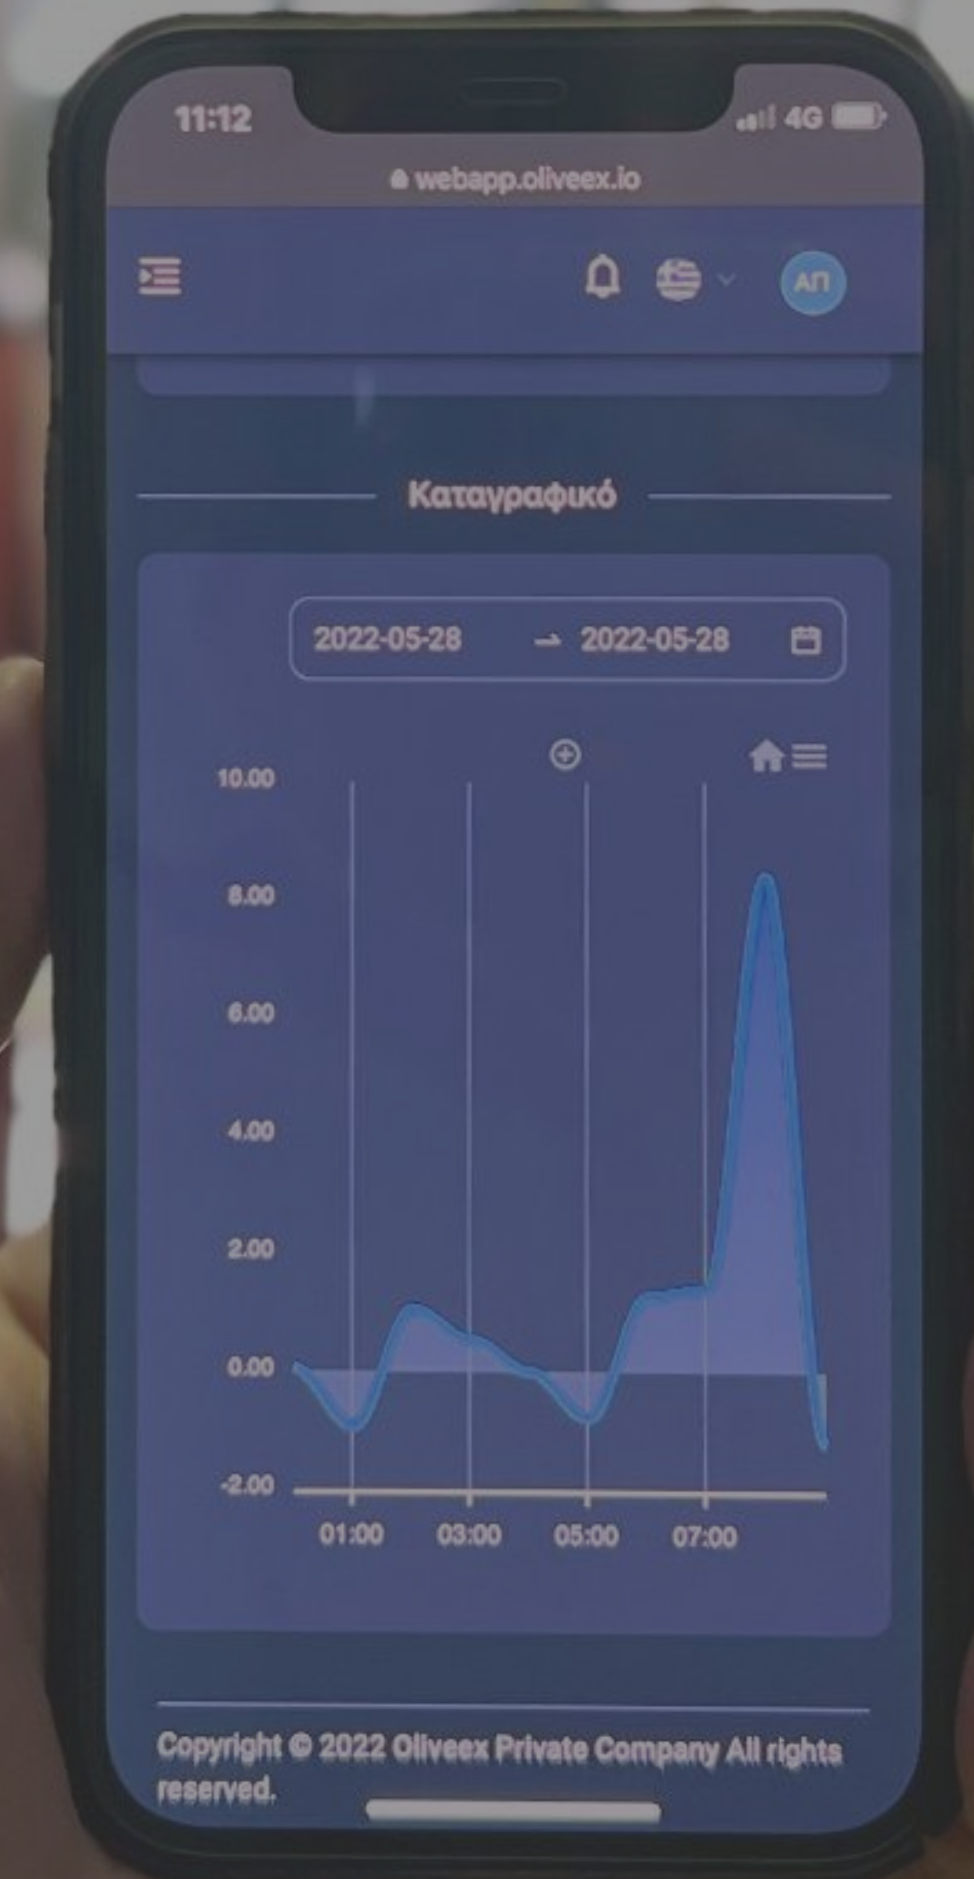 11:12 4G
webapp.oliveex.io
ΑΠ
Καταγραφικό
2022-05-28 → 2022-05-28
10.00
8.00
6.00
4.00
2.00
0.00
-2.00
01:00 03:00 05:00 07:00
Copyright © 2022 Oliveex Private Company All rights
reserved.